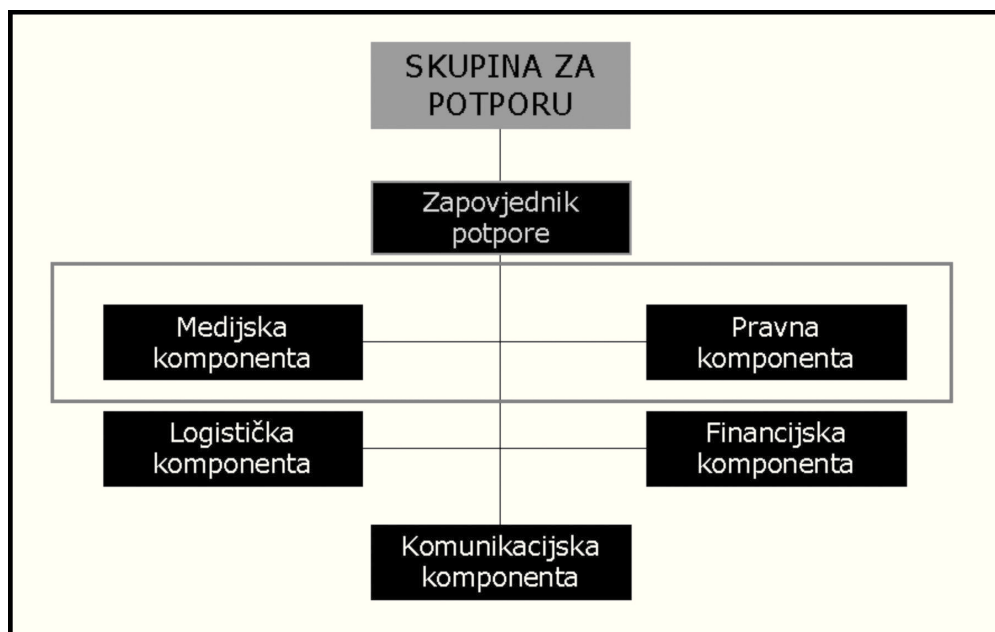 SKUPINA ZA
POTPORU
Zapovjednik
potpore
Medijska
komponenta
Pravna
komponenta
Logistička
komponenta
Financijska
komponenta
Komunikacijska
komponenta